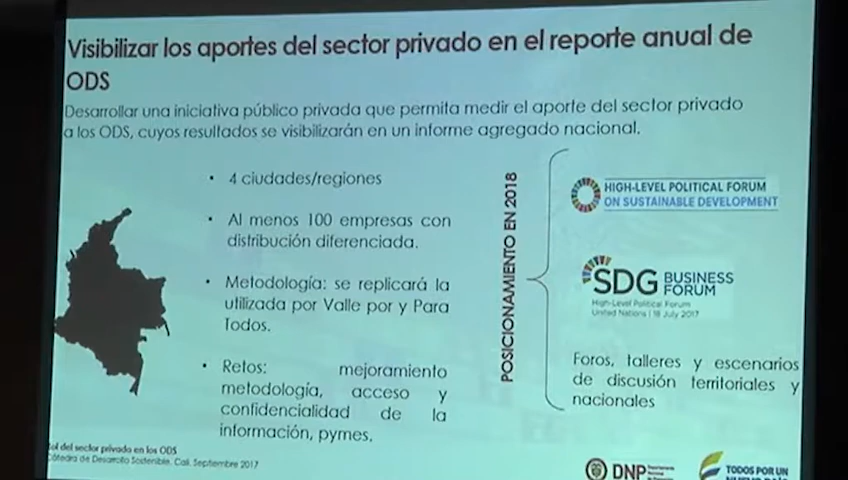 Visibilizar los aportes del sector privado en el reporte anual de
ODS
Desarrollar una iniciativa público privada que permita medir el aporte del sector privado
a los ODS, cuyos resultados se visibilizarán en un informe agregado nacional.
• 4 ciudades/regiones
• Al menos 100 empresas con
distribución diferenciada.
• Metodología: se replicará la
utilizada por Valle por y Para
Todos.
• Retos: mejoramiento
metodología, acceso y
confidencialidad de la
información, pymes.
POSICIONAMIENTO EN 2018
HIGH-LEVEL POLITICAL FORUM
ON SUSTAINABLE DEVELOPMENT
SDG BUSINESS
FORUM
High-Level Political Forum
United Nations | 18 July 2017
Foros, talleres y escenarios
de discusión territoriales y
nacionales
ol del sector privado en los ODS
Cátedra de Desarrollo Sostenible. Cali. Septiembre 2017
DNP
TODOS POR UN